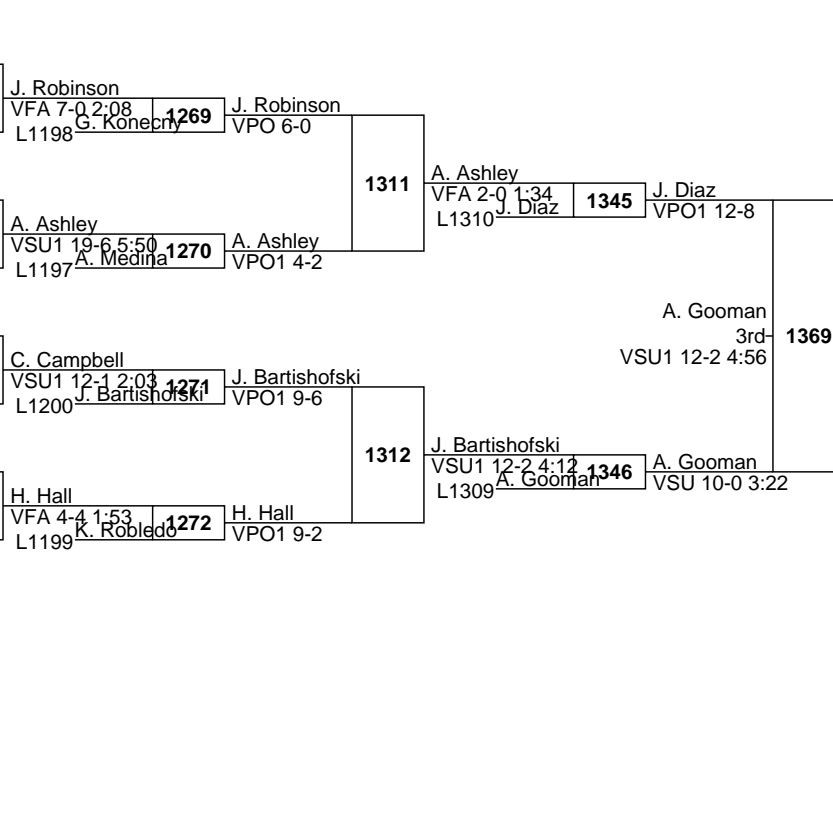 J. Robinson
VFA 7-0 2:08
L1198
G. Konecny
1269
J. Robinson
VPO 6-0
A. Ashley
VSU1 19-6 5:50
L1197
A. Medina
1270
A. Ashley
VPO1 4-2
1311
A. Ashley
VFA 2-0 1:34
L1310
J. Diaz
1345
J. Diaz
VPO1 12-8
C. Campbell
VSU1 12-1 2:03
L1200
J. Bartishofski
1271
J. Bartishofski
VPO1 9-6
H. Hall
VFA 4-4 1:53
L1199
K. Robledo
1272
H. Hall
VPO1 9-2
1312
J. Bartishofski
VSU1 12-2 4:12
L1309
A. Gooman
1346
A. Gooman
VSU 10-0 3:22
A. Gooman
3rd
VSU1 12-2 4:56
1369